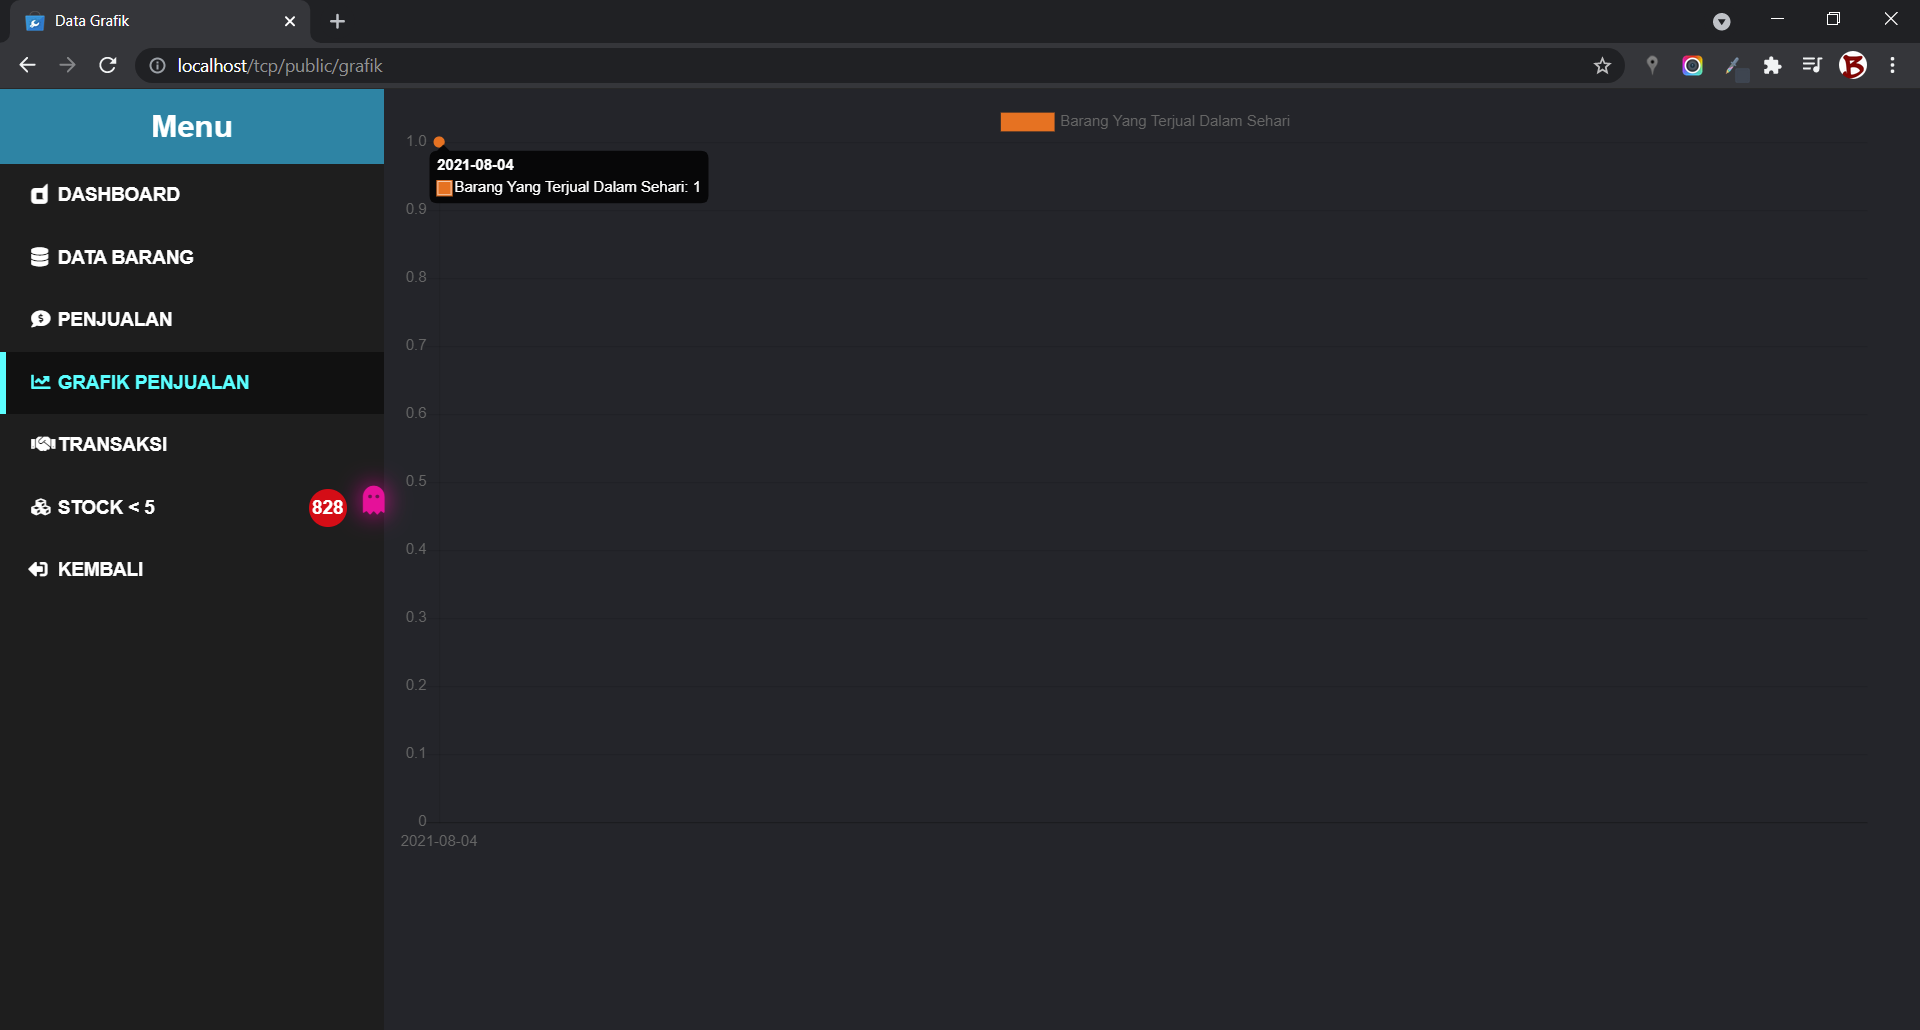 Data Grafik
localhost/tcp/public/grafik
Menu
DASHBOARD
DATA BARANG
PENJUALAN
GRAFIK PENJUALAN
TRANSAKSI
STOCK < 5
828
KEMBALI
Barang Yang Terjual Dalam Sehari
1.0
2021-08-04
Barang Yang Terjual Dalam Sehari: 1
0.9
0.8
0.7
0.6
0.5
0.4
0.3
0.2
0.1
0
2021-08-04